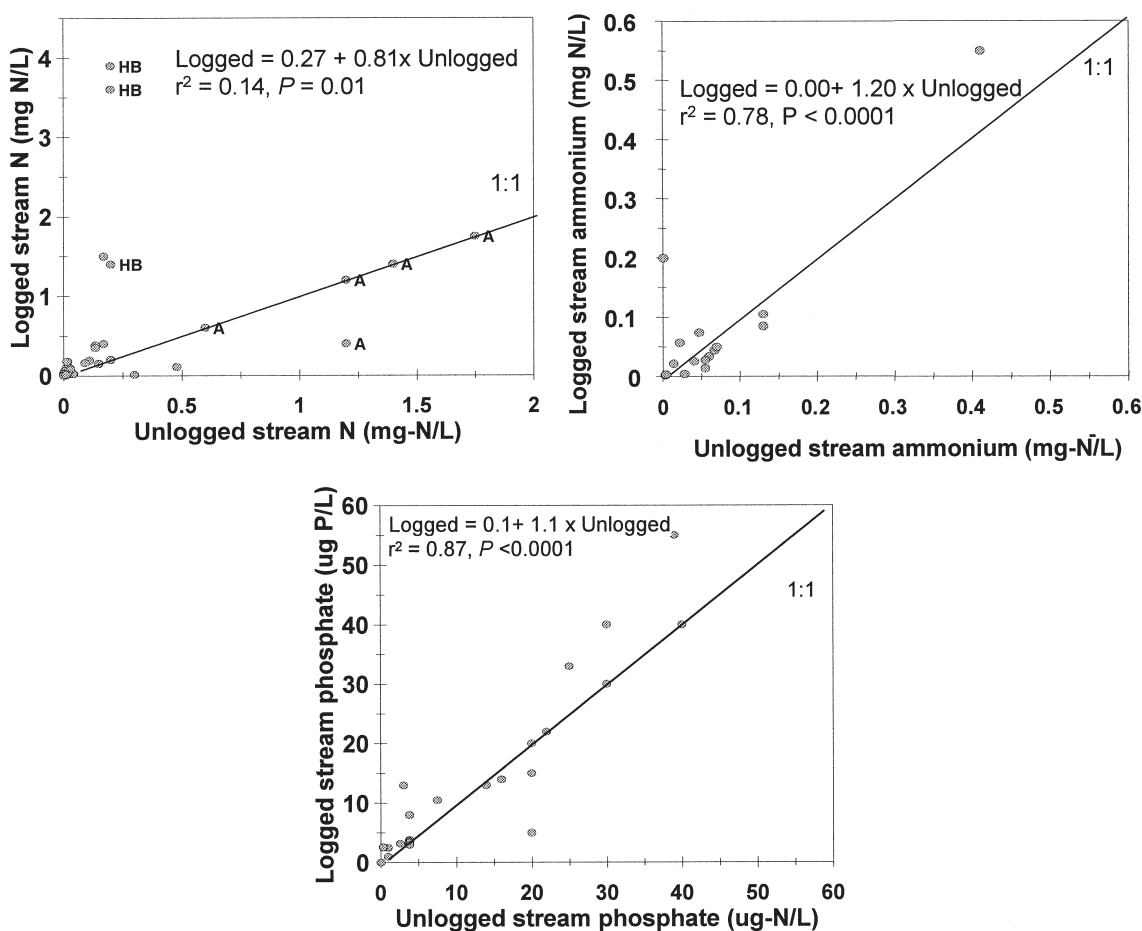 Logged = 0.27 + 0.81x Unlogged
r² = 0.14, P = 0.01
HB
HB
HB
1:1
A
A
A
A
A
4
3
2
1
0
0 0.5 1 1.5 2
Logged stream N (mg N/L)
Unlogged stream N (mg-N/L)
Logged = 0.00+ 1.20 x Unlogged
r² = 0.78, P < 0.0001
1:1
0.6
0.5
0.4
0.3
0.2
0.1
0
0 0.1 0.2 0.3 0.4 0.5 0.6
Logged stream ammonium (mg N/L)
Unlogged stream ammonium (mg-N̄/L)
Logged = 0.1+ 1.1 x Unlogged
r² = 0.87, P <0.0001
1:1
60
50
40
30
20
10
0
0 10 20 30 40 50 60
Logged stream phosphate (ug P/L)
Unlogged stream phosphate (ug-N/L)